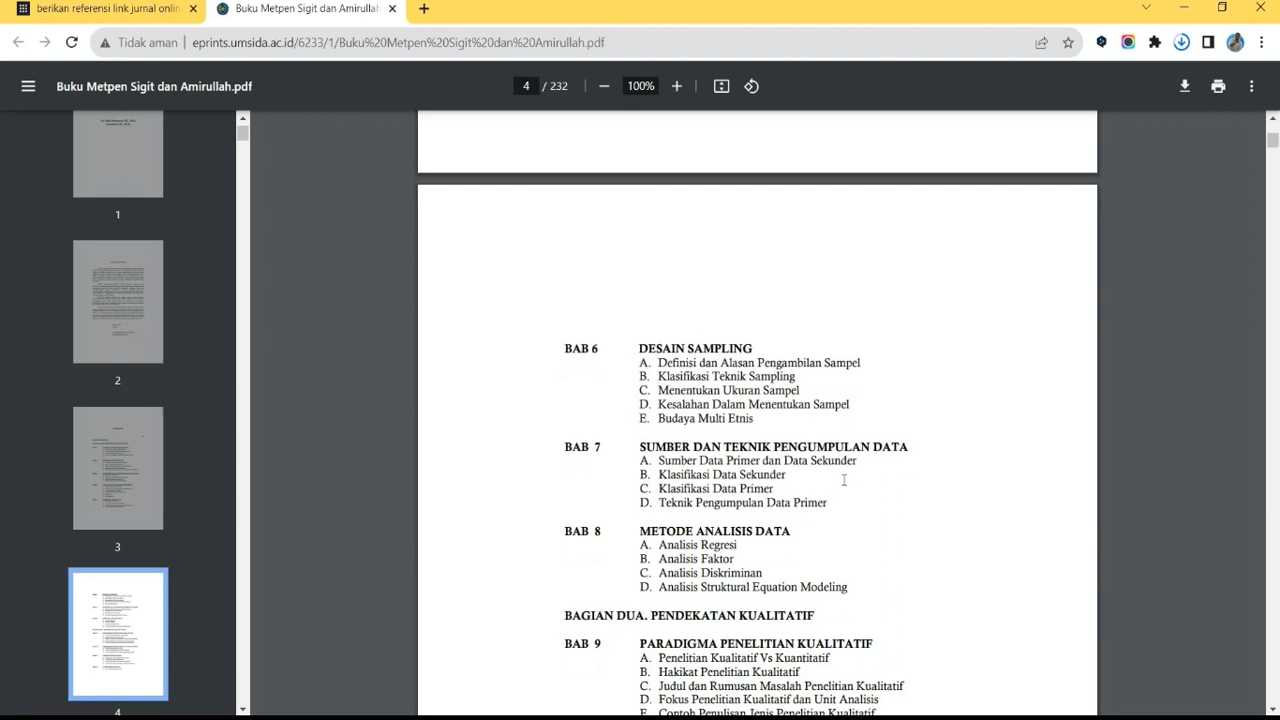 berikan referensi link jurnal onlin
Buku Metpen Sigit dan Amirullah
Tidak aman
eprints.umsida.ac.id/6233/1/Buku%20Metpen%20Sigit%20dan%20Amirullah.pdf
Buku Metpen Sigit dan Amirullah.pdf
4 / 232
100%
1
2
3
4
BAB 6 DESAIN SAMPLING
A. Definisi dan Alasan Pengambilan Sampel
B. Klasifikasi Teknik Sampling
C. Menentukan Ukuran Sampel
D. Kesalahan Dalam Menentukan Sampel
E. Budaya Multi Etnis
BAB 7 SUMBER DAN TEKNIK PENGUMPULAN DATA
A. Sumber Data Primer dan Data Sekunder
B. Klasifikasi Data Sekunder
C. Klasifikasi Data Primer
D. Teknik Pengumpulan Data Primer
BAB 8 METODE ANALISIS DATA
A. Analisis Regresi
B. Analisis Faktor
C. Analisis Diskriminan
D. Analisis Struktural Equation Modeling
BAGIAN DUA. PENDEKATAN KUALITATIF
BAB 9 PARADIGMA PENELITIAN KUALITATIF
A. Penelitian Kualitatif Vs Kuantitatif
B. Hakikat Penelitian Kualitatif
C. Judul dan Rumusan Masalah Penelitian Kualitatif
D. Fokus Penelitian Kualitatif dan Unit Analisis
E. Contoh Penulisan Jenis Penelitian Kualitatif